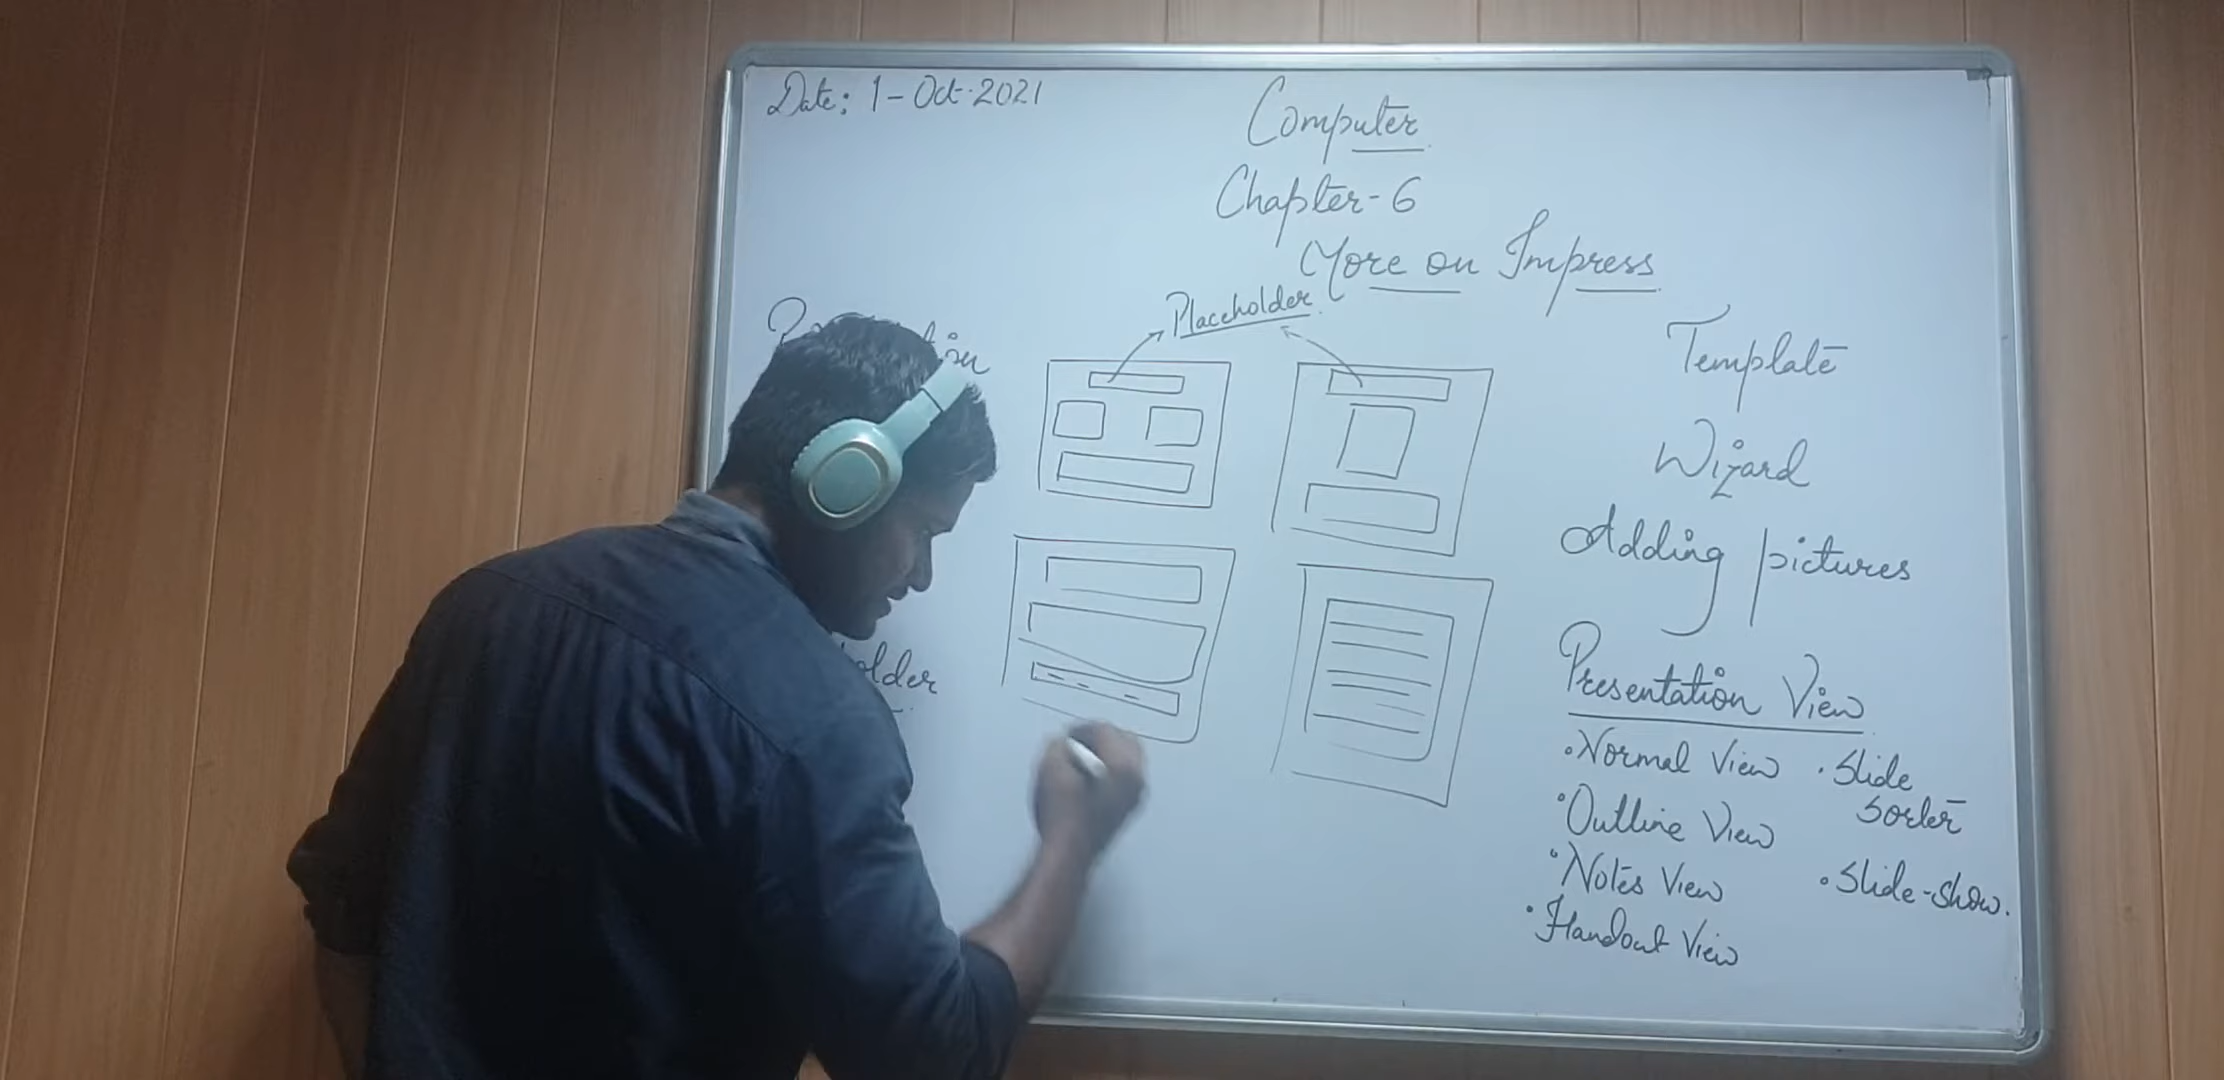 Date: 1-Oct-2021
Computer
Chapter-6
More on Impress
Placeholder
Template
Wizard
Adding pictures
Presentation View
• Normal View • Slide
Sorter
• Outline View
• Notes View • Slide-Show.
• Handout View